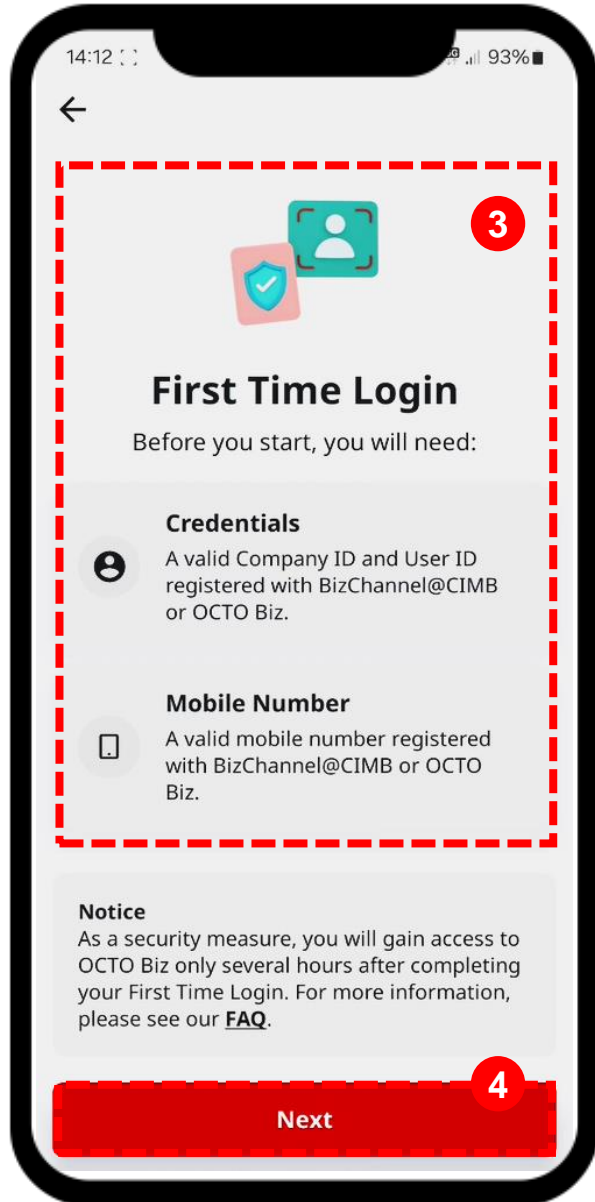 14:12
93%
3
First Time Login
Before you start, you will need:
Credentials
A valid Company ID and User ID
registered with BizChannel@CIMB
or OCTO Biz.
Mobile Number
A valid mobile number registered
with BizChannel@CIMB or OCTO
Biz.
Notice
As a security measure, you will gain access to
OCTO Biz only several hours after completing
your First Time Login. For more information,
please see our FAQ.
4
Next